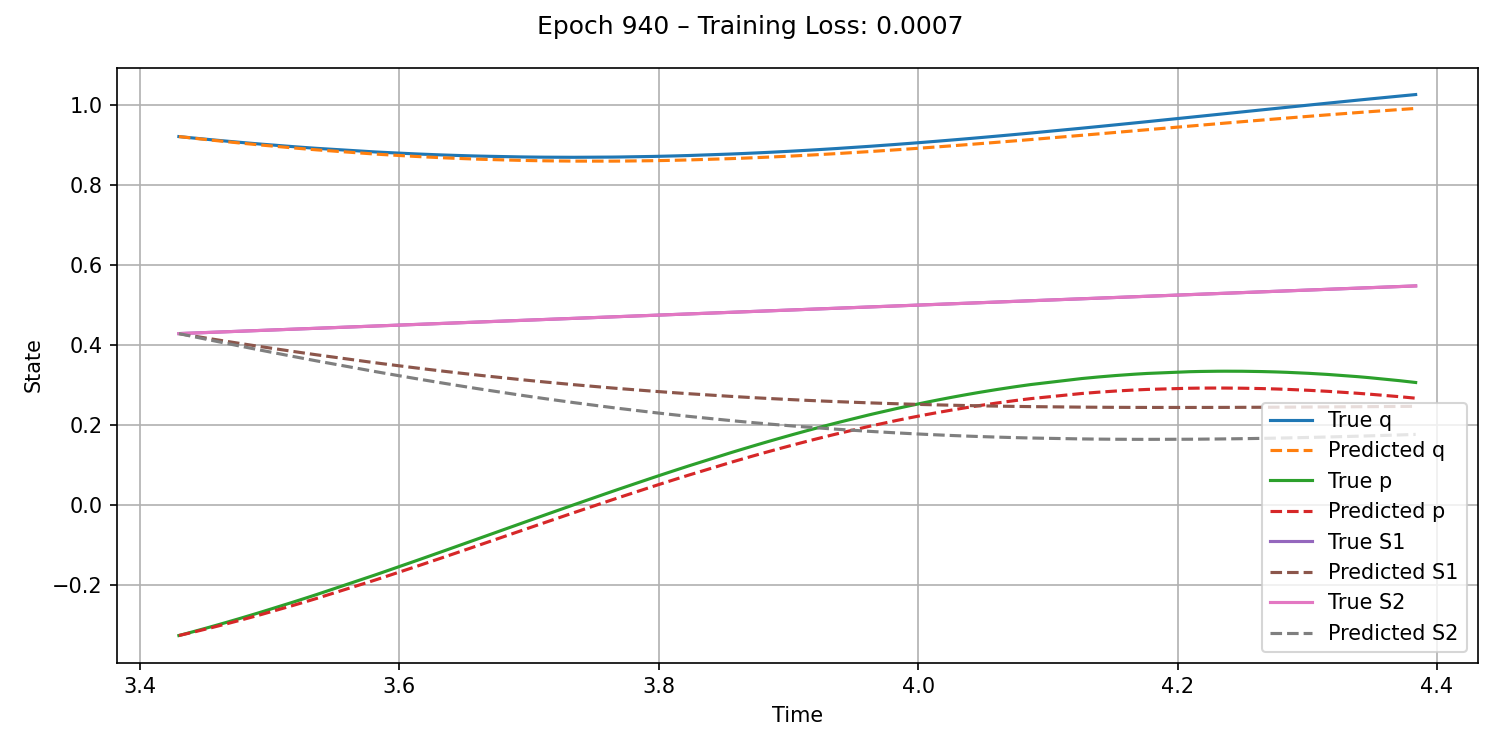 Epoch 940 – Training Loss: 0.0007
State
1.0
0.8
0.6
0.4
0.2
0.0
−0.2
True q
Predicted q
True p
Predicted p
True S1
Predicted S1
True S2
Predicted S2
3.4 3.6 3.8 4.0 4.2 4.4
Time